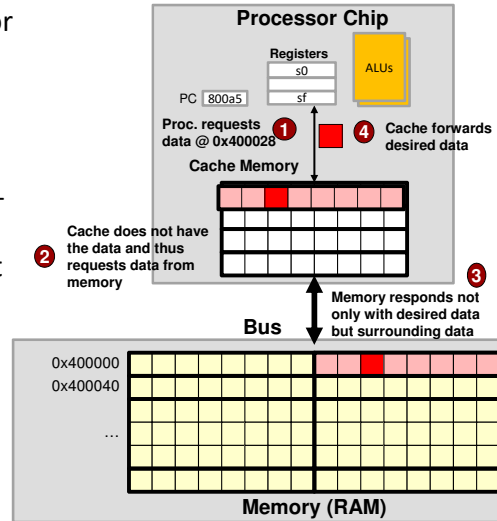 or
-
t
Processor Chip
Registers
s0
sf
ALUs
PC 800a5
Proc. requests
data @ 0x400028
1
4
Cache forwards
desired data
Cache Memory
2
Cache does not have
the data and thus
requests data from
memory
3
Memory responds not
only with desired data
but surrounding data
Bus
0x400000
0x400040
...
Memory (RAM)